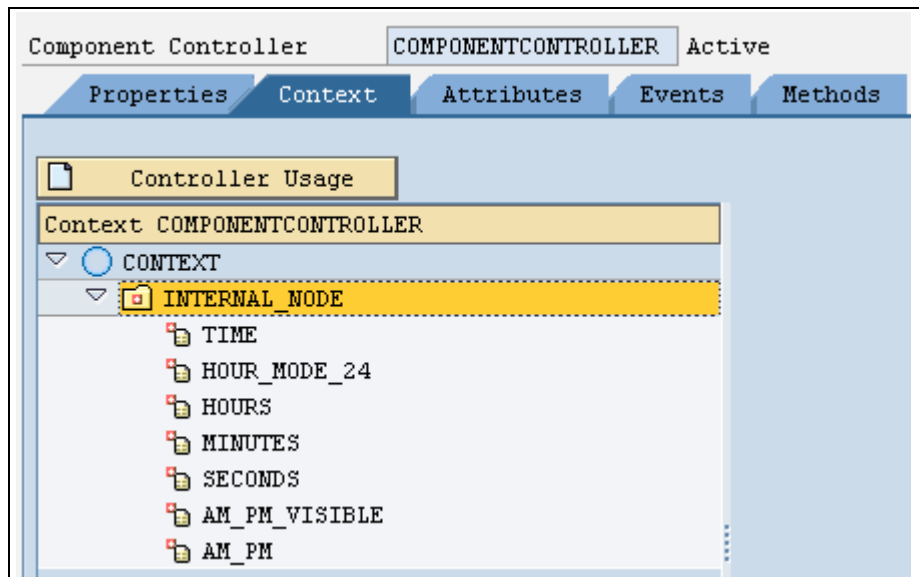 Component Controller COMPONENTCONTROLLER Active
Properties Context Attributes Events Methods
Controller Usage
Context COMPONENTCONTROLLER
CONTEXT
INTERNAL_NODE
TIME
HOUR_MODE_24
HOURS
MINUTES
SECONDS
AM_PM_VISIBLE
AM_PM